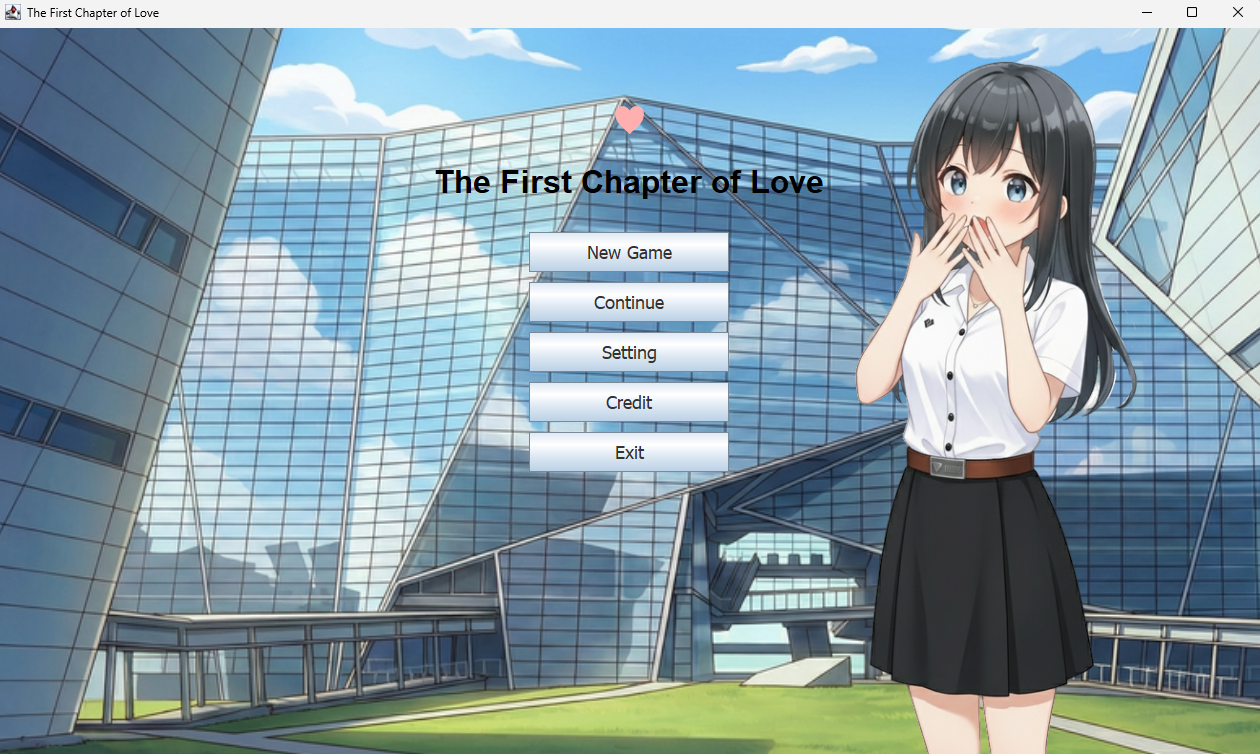 The First Chapter of Love
The First Chapter of Love
New Game
Continue
Setting
Credit
Exit